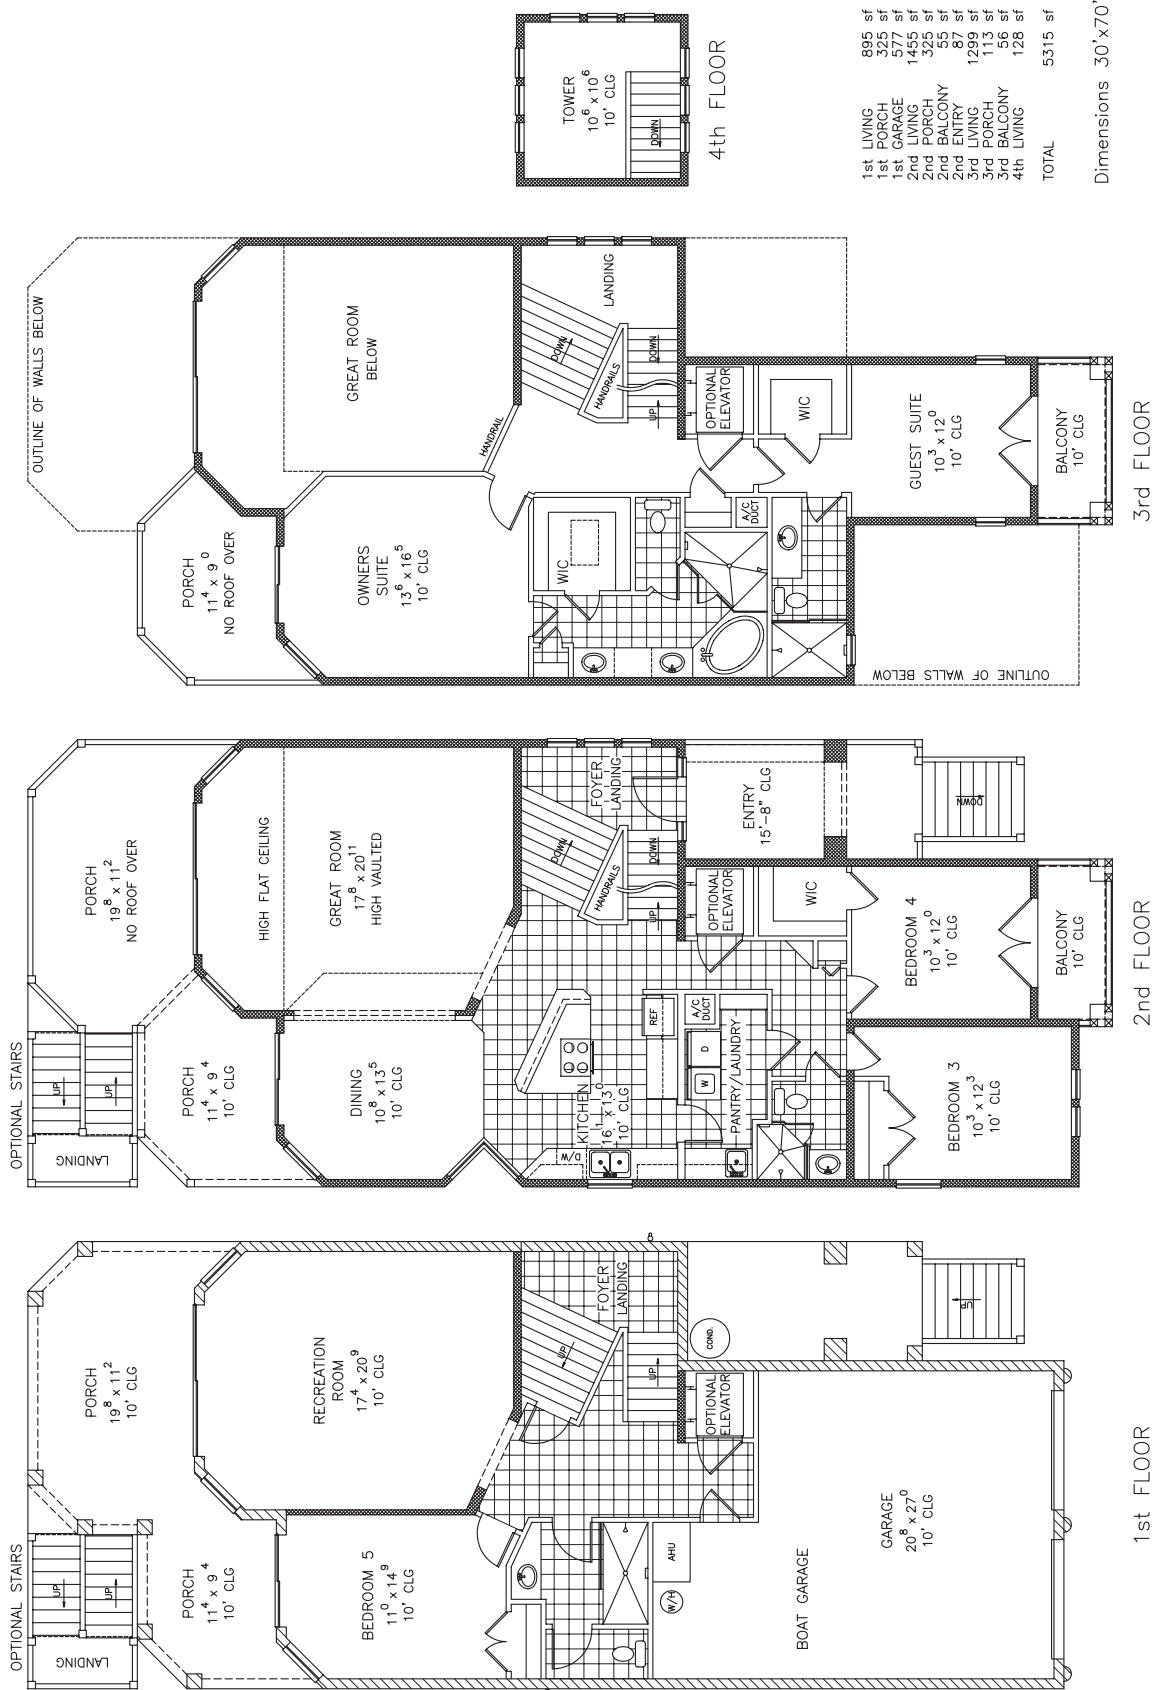 OPTIONAL STAIRS
LANDING
UP
UP
PORCH
11⁴ x 9⁴
10' CLG
PORCH
19⁸ x 11²
10' CLG
BEDROOM 5
11⁰ x 14⁹
10' CLG
RECREATION
ROOM
17⁴ x 20⁹
10' CLG
UP
UP
FOYER
LANDING
OPTIONAL
ELEVATOR
COND.
W/H
AHU
BOAT GARAGE
GARAGE
20⁸ x 27⁰
10' CLG
UP
1st FLOOR
OPTIONAL STAIRS
LANDING
UP
UP
PORCH
11⁴ x 9⁴
10' CLG
PORCH
19⁸ x 11²
NO ROOF OVER
DINING
10⁸ x 13⁵
10' CLG
HIGH FLAT CEILING
GREAT ROOM
17⁸ x 20¹¹
HIGH VAULTED
DOWN
HANDRAILS
UP
DOWN
FOYER
LANDING
KITCHEN
16¹ x 13⁰
10' CLG
D/W
REF
A/C
DUCT
W
D
PANTRY/LAUNDRY
OPTIONAL
ELEVATOR
WIC
ENTRY
15'-8" CLG
DOWN
BEDROOM 3
10³ x 12³
10' CLG
BEDROOM 4
10³ x 12⁰
10' CLG
BALCONY
10' CLG
2nd FLOOR
OUTLINE OF WALLS BELOW
PORCH
11⁴ x 9⁰
NO ROOF OVER
OWNERS
SUITE
13⁶ x 16⁵
10' CLG
GREAT ROOM
BELOW
HANDRAIL
DOWN
HANDRAILS
UP
DOWN
LANDING
WIC
A/C
DUCT
OPTIONAL
ELEVATOR
WIC
GUEST SUITE
10³ x 12⁰
10' CLG
BALCONY
10' CLG
OUTLINE OF WALLS BELOW
3rd FLOOR
TOWER
10⁶ x 10⁶
10' CLG
DOWN
4th FLOOR
1st LIVING 895 sf
1st PORCH 325 sf
1st GARAGE 577 sf
2nd LIVING 1455 sf
2nd PORCH 325 sf
2nd BALCONY 55 sf
2nd ENTRY 87 sf
3rd LIVING 1299 sf
3rd PORCH 113 sf
3rd BALCONY 56 sf
4th LIVING 128 sf
TOTAL 5315 sf
Dimensions 30'x70'